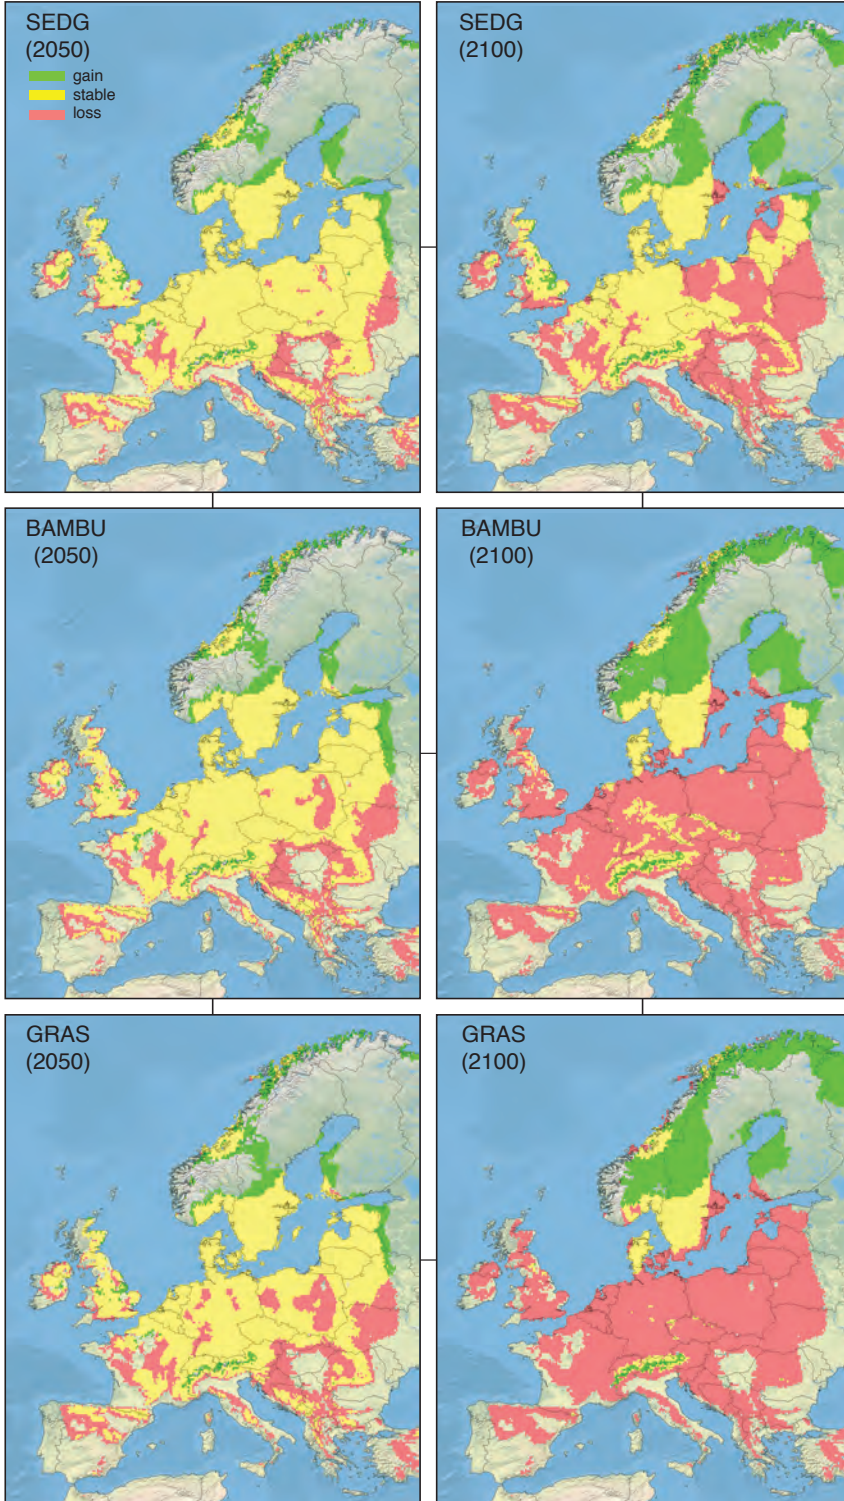 SEDG
(2050)
gain
stable
loss
SEDG
(2100)
BAMBU
(2050)
BAMBU
(2100)
GRAS
(2050)
GRAS
(2100)